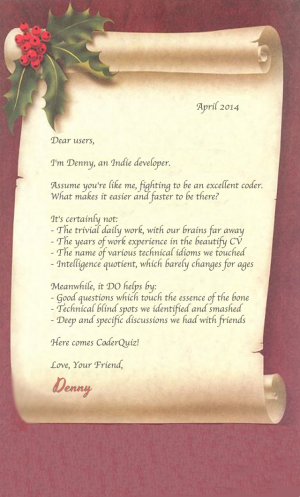 April 2014
Dear users,
I'm Denny, an Indie developer.
Assume you're like me, fighting to be an excellent coder.
What makes it easier and faster to be there?
It's certainly not:
- The trivial daily work, with our brains far away
- The years of work experience in the beautify CV
- The name of various technical idioms we touched
- Intelligence quotient, which barely changes for ages
Meanwhile, it DO helps by:
- Good questions which touch the essence of the bone
- Technical blind spots we identified and smashed
- Deep and specific discussions we had with friends
Here comes CoderQuiz!
Love, Your Friend,
Denny